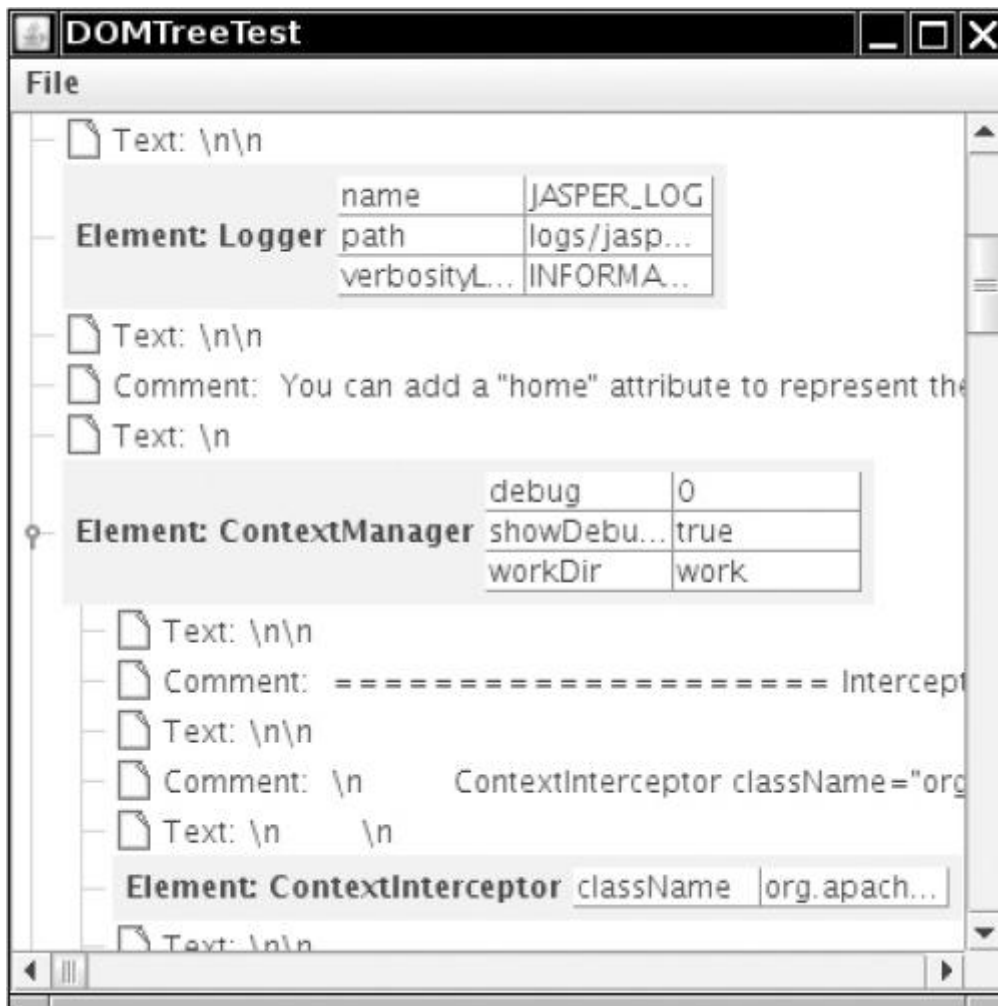 DOMTreeTest
File
Text: \n\n
name JASPER_LOG
Element: Logger path logs/jasp...
verbosityL... INFORMA...
Text: \n\n
Comment:  You can add a "home" attribute to represent the
Text: \n
debug 0
Element: ContextManager showDebu... true
workDir work
Text: \n\n
Comment:  ==================== Intercept
Text: \n\n
Comment:  \n        ContextInterceptor className="org
Text: \n      \n
Element: ContextInterceptor className org.apach...
Text: \n\n